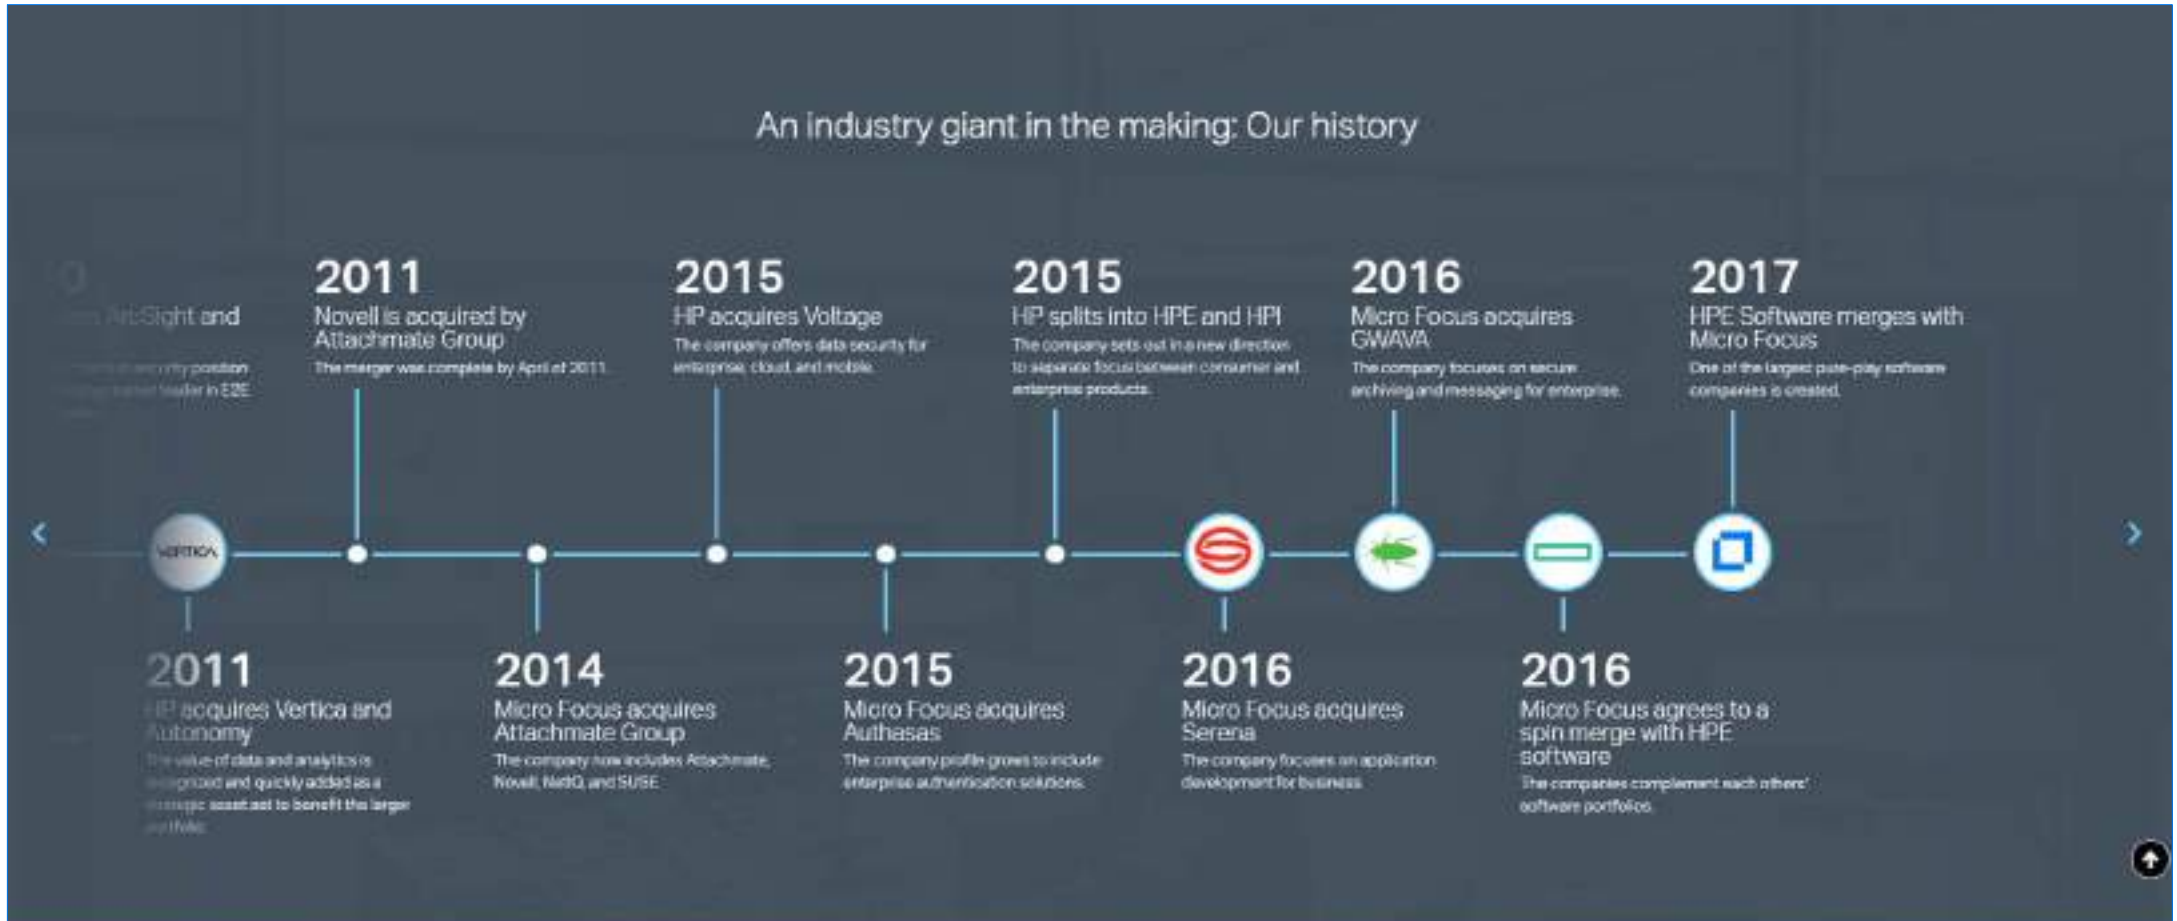 An industry giant in the making: Our history
0
ArcSight and
security position
leader in E2E
2011
Novell is acquired by
Attachmate Group
The merger was complete by April of 2011.
2015
HP acquires Voltage
The company offers data security for
enterprise, cloud, and mobile.
2015
HP splits into HPE and HPI
The company sets out in a new direction
to separate focus between consumer and
enterprise products.
2016
Micro Focus acquires
GWAVA
The company focuses on secure
archiving and messaging for enterprise.
2017
HPE Software merges with
Micro Focus
One of the largest pure-play software
companies is created.
VERTICA
2011
HP acquires Vertica and
Autonomy
The value of data and analytics is
recognized and quickly added as a
strategic asset set to benefit the larger
portfolio.
2014
Micro Focus acquires
Attachmate Group
The company now includes Attachmate,
Novell, NetIQ, and SUSE.
2015
Micro Focus acquires
Authasas
The company profile grows to include
enterprise authentication solutions.
2016
Micro Focus acquires
Serena
The company focuses on application
development for business.
2016
Micro Focus agrees to a
spin merge with HPE
software
The companies complement each others'
software portfolios.